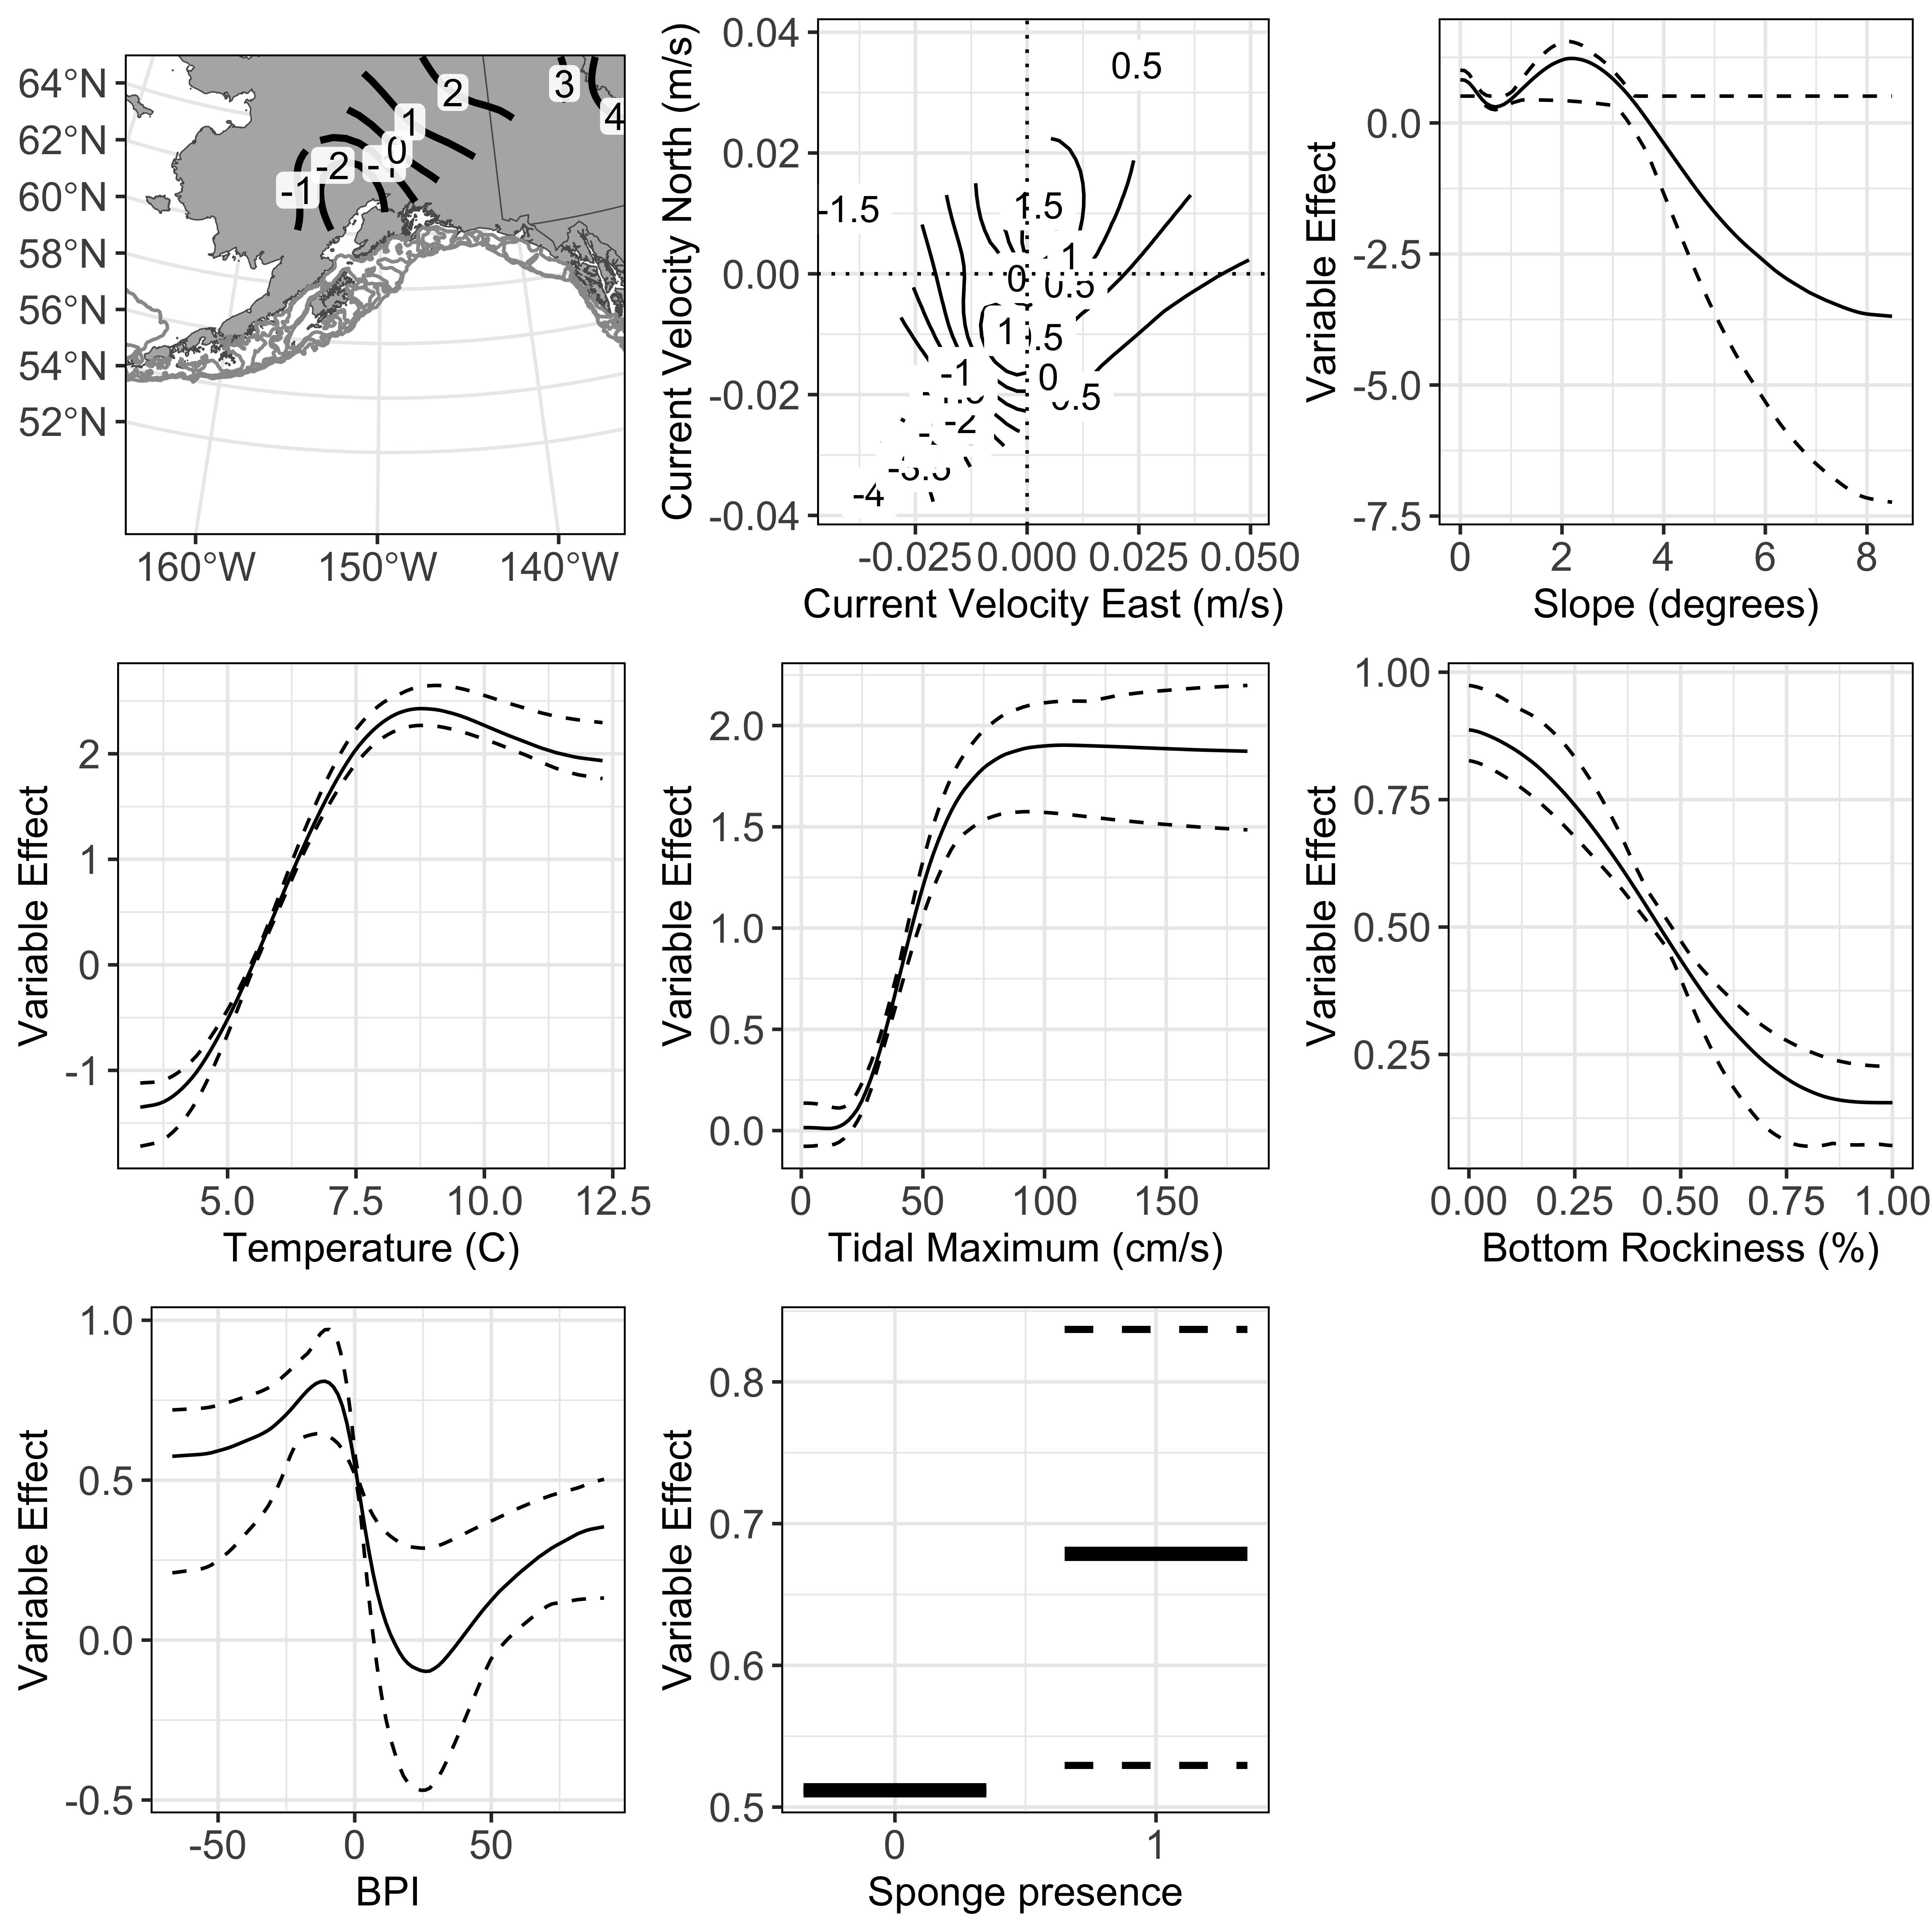 64°N
62°N
60°N
58°N
56°N
54°N
52°N
160°W 150°W 140°W
-1
-2
0
1
2
3
4
Current Velocity North (m/s)
0.04
0.02
0.00
-0.02
-0.04
0.5
-1.5
1.5
1
0
0.5
1
0
-1
-2
-4
-0.025 0.000 0.025 0.050
Current Velocity East (m/s)
Variable Effect
0.0
-2.5
-5.0
-7.5
0 2 4 6 8
Slope (degrees)
Variable Effect
2
1
0
-1
5.0 7.5 10.0 12.5
Temperature (C)
Variable Effect
2.0
1.5
1.0
0.5
0.0
0 50 100 150
Tidal Maximum (cm/s)
Variable Effect
1.00
0.75
0.50
0.25
0.00 0.25 0.50 0.75 1.00
Bottom Rockiness (%)
Variable Effect
1.0
0.5
0.0
-0.5
-50 0 50
BPI
Variable Effect
0.8
0.7
0.6
0.5
0 1
Sponge presence